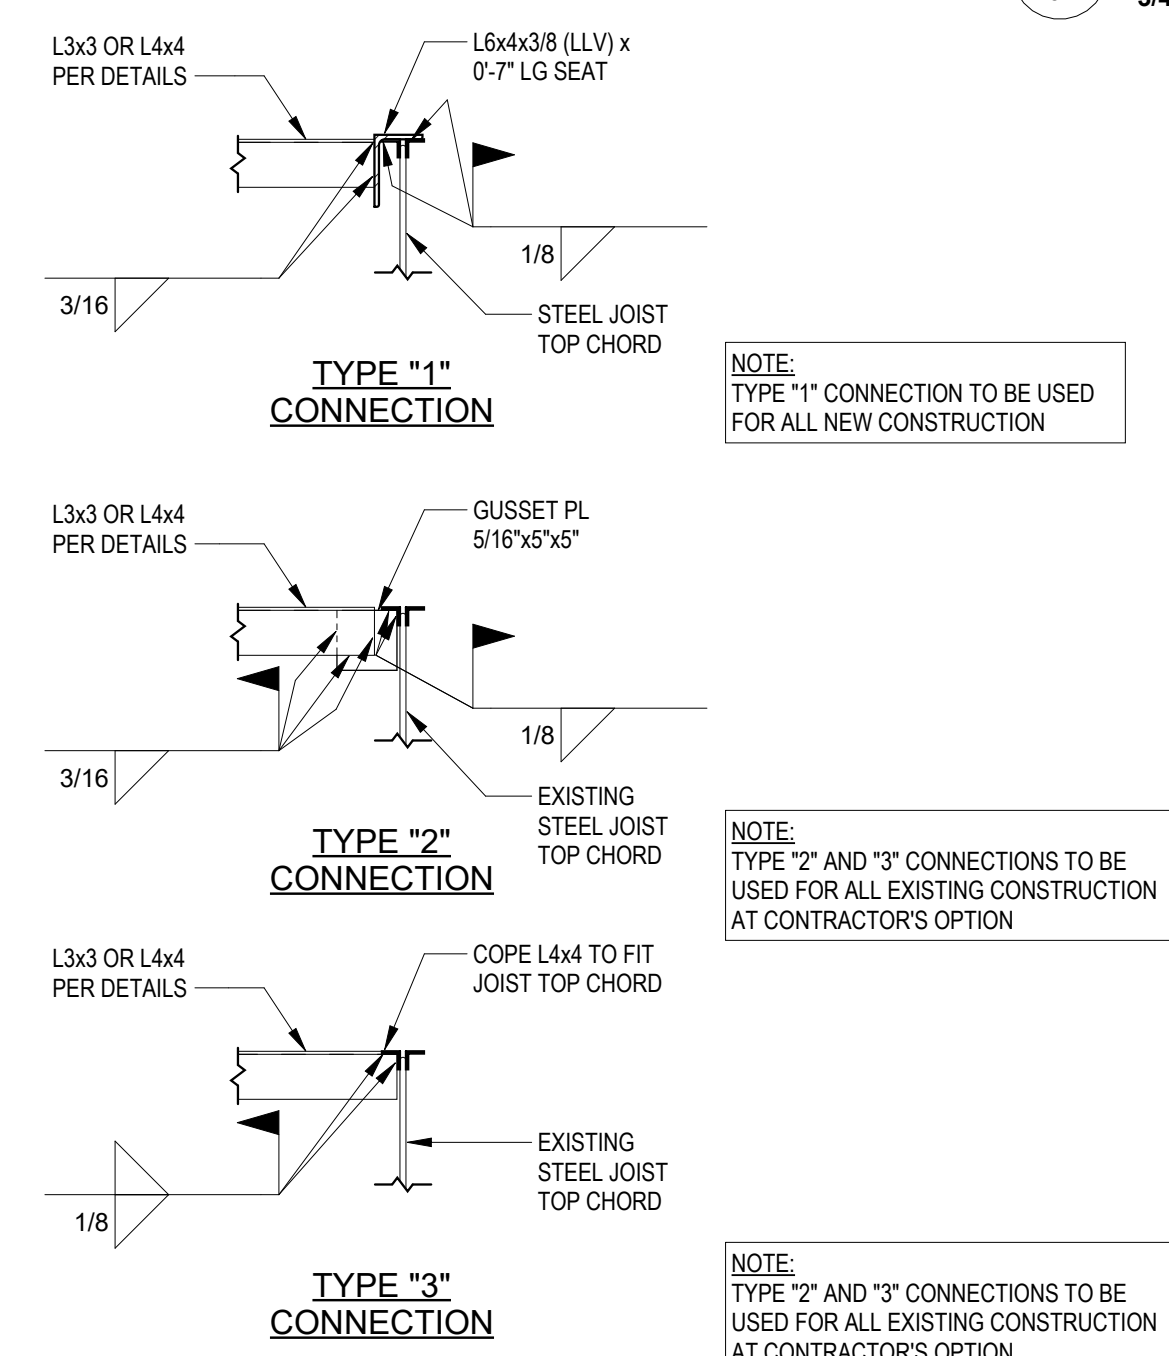 L3x3 OR L4x4
PER DETAILS
L6x4x3/8 (LLV) x
0'-7" LG SEAT
1/8
3/16
STEEL JOIST
TOP CHORD
TYPE "1"
CONNECTION
NOTE:
TYPE "1" CONNECTION TO BE USED
FOR ALL NEW CONSTRUCTION
L3x3 OR L4x4
PER DETAILS
GUSSET PL
5/16"x5"x5"
1/8
3/16
EXISTING
STEEL JOIST
TOP CHORD
TYPE "2"
CONNECTION
NOTE:
TYPE "2" AND "3" CONNECTIONS TO BE
USED FOR ALL EXISTING CONSTRUCTION
AT CONTRACTOR'S OPTION
L3x3 OR L4x4
PER DETAILS
COPE L4x4 TO FIT
JOIST TOP CHORD
EXISTING
STEEL JOIST
TOP CHORD
1/8
TYPE "3"
CONNECTION
NOTE:
TYPE "2" AND "3" CONNECTIONS TO BE
USED FOR ALL EXISTING CONSTRUCTION
AT CONTRACTOR'S OPTION